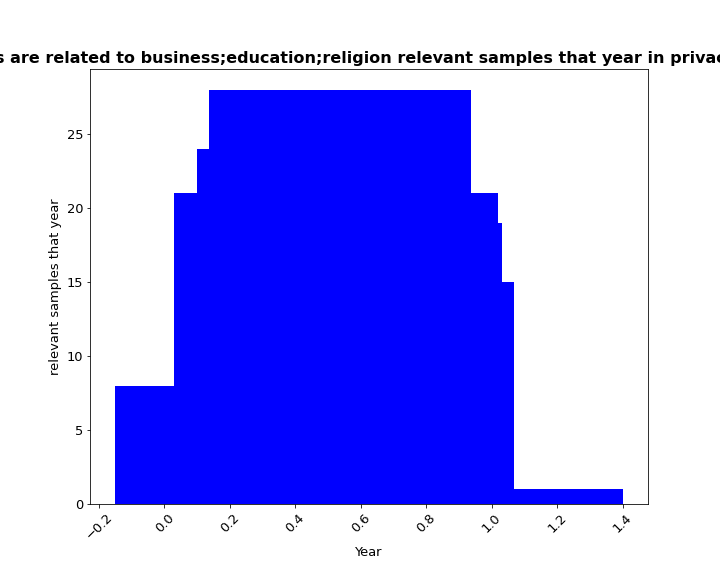 are related to business;education;religion relevant samples that year in
relevant samples that year
25
20
15
10
5
0
−0.2 0.0 0.2 0.4 0.6 0.8 1.0 1.2 1.4
Year